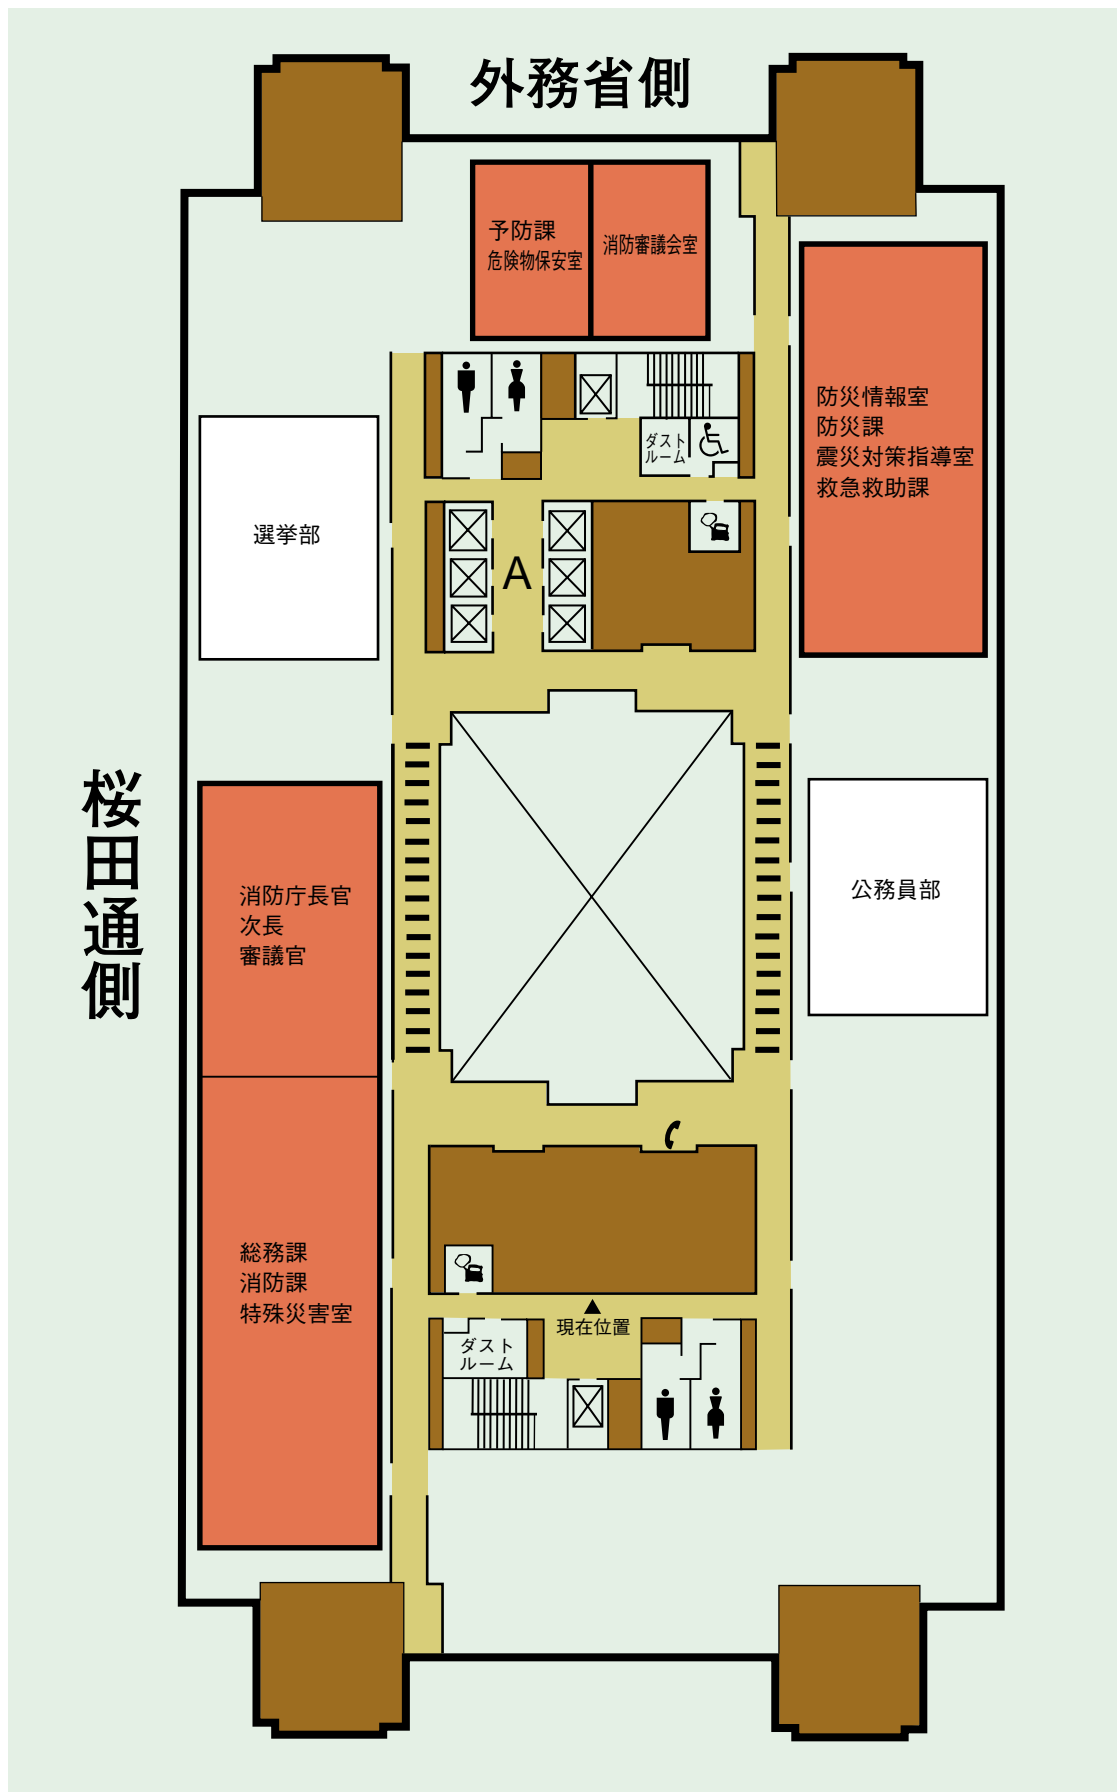 外務省側
予防課
危険物保安室
消防審議会室
防災情報室
防災課
震災対策指導室
救急救助課
ダスト
ルーム
選挙部
A
桜田通側
消防庁長官
次長
審議官
公務員部
総務課
消防課
特殊災害室
現在位置
ダスト
ルーム